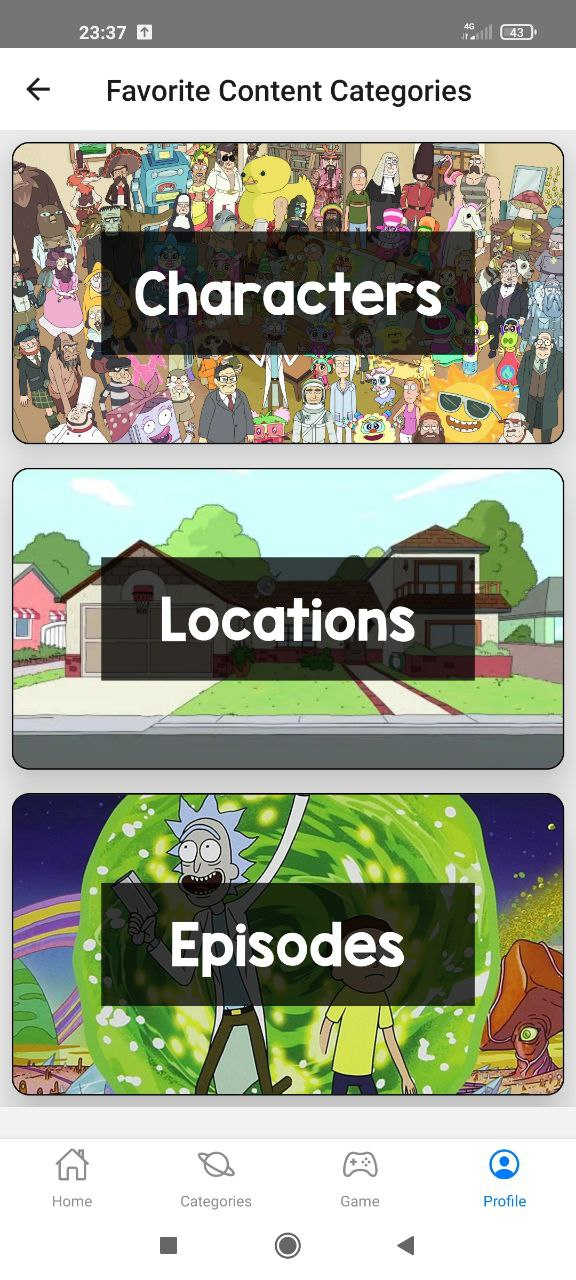 23:37
4G
43
Favorite Content Categories
Characters
Locations
Episodes
Home
Categories
Game
Profile